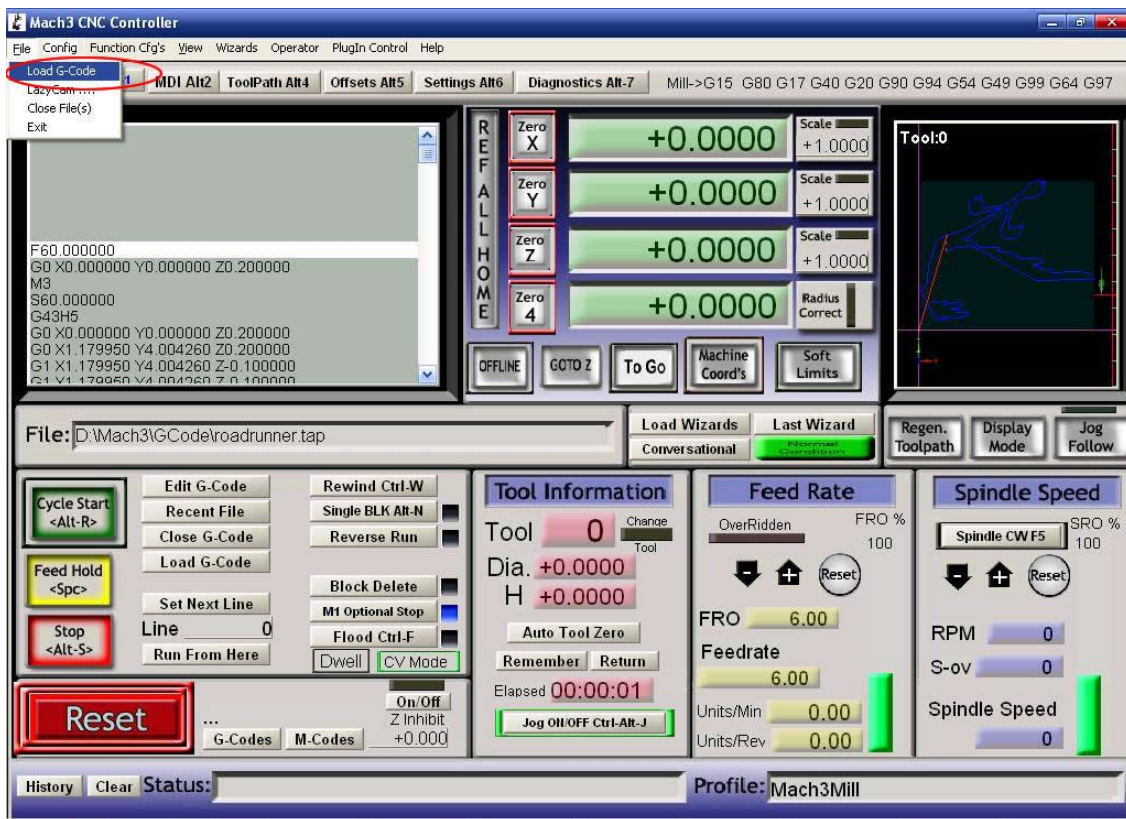 Mach3 CNC Controller
File Config Function Cfg's View Wizards Operator PlugIn Control Help
Load G-Code
LazyCam ....
Close File(s)
Exit
1 MDI Alt2 ToolPath Alt4 Offsets Alt5 Settings Alt6 Diagnostics Alt-7 Mill->G15 G80 G17 G40 G20 G90 G94 G54 G49 G99 G64 G97
F60.000000
G0 X0.000000 Y0.000000 Z0.200000
M3
S60.000000
G43H5
G0 X0.000000 Y0.000000 Z0.200000
G0 X1.179950 Y4.004260 Z0.200000
G1 X1.179950 Y4.004260 Z-0.100000
G1 X1.179950 Y4.004260 Z-0.100000
REF ALL HOME
Zero X +0.0000 Scale +1.0000
Zero Y +0.0000 Scale +1.0000
Zero Z +0.0000 Scale +1.0000
Zero 4 +0.0000 Radius Correct
OFFLINE GOTO Z To Go Machine Coord's Soft Limits
Tool:0
File: D:\Mach3\GCode\roadrunner.tap
Load Wizards Last Wizard
Conversational Normal Condition
Regen. Toolpath Display Mode Jog Follow
Cycle Start <Alt-R>
Feed Hold <Spc>
Stop <Alt-S>
Edit G-Code
Recent File
Close G-Code
Load G-Code
Set Next Line
Line 0
Run From Here
Rewind Ctrl-W
Single BLK Alt-N
Reverse Run
Block Delete
M1 Optional Stop
Flood Ctrl-F
Dwell CV Mode
Reset
...
G-Codes M-Codes
On/Off
Z Inhibit
+0.000
Tool Information
Tool 0 Change Tool
Dia. +0.0000
H +0.0000
Auto Tool Zero
Remember Return
Elapsed 00:00:01
Jog ON/OFF Ctrl-Alt-J
Feed Rate
OverRidden FRO % 100
Reset
FRO 6.00
Feedrate
6.00
Units/Min 0.00
Units/Rev 0.00
Spindle Speed
Spindle CW F5 SRO % 100
Reset
RPM 0
S-ov 0
Spindle Speed
0
History Clear Status:
Profile: Mach3Mill